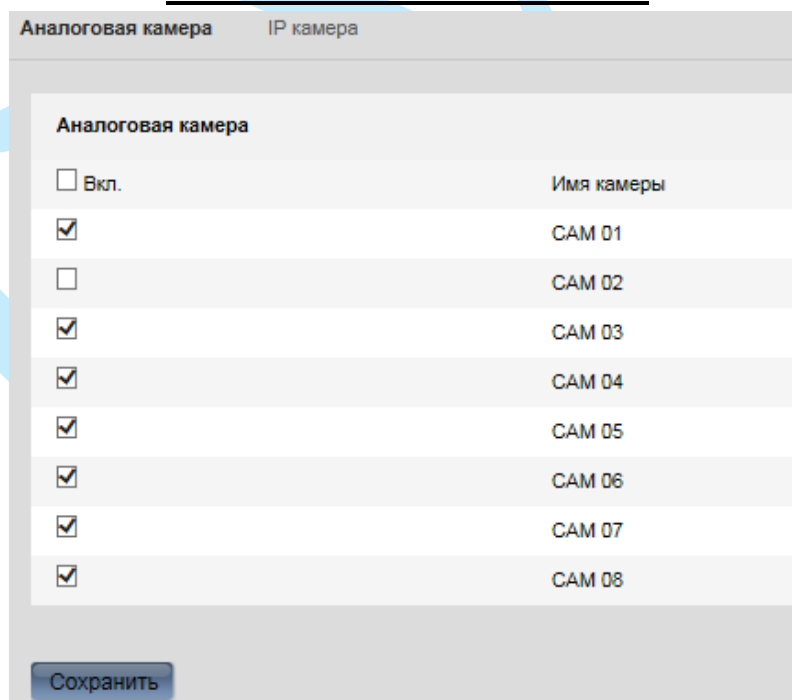 Аналоговая камера IP камера
Аналоговая камера
Вкл. Имя камеры
CAM 01
CAM 02
CAM 03
CAM 04
CAM 05
CAM 06
CAM 07
CAM 08
Сохранить